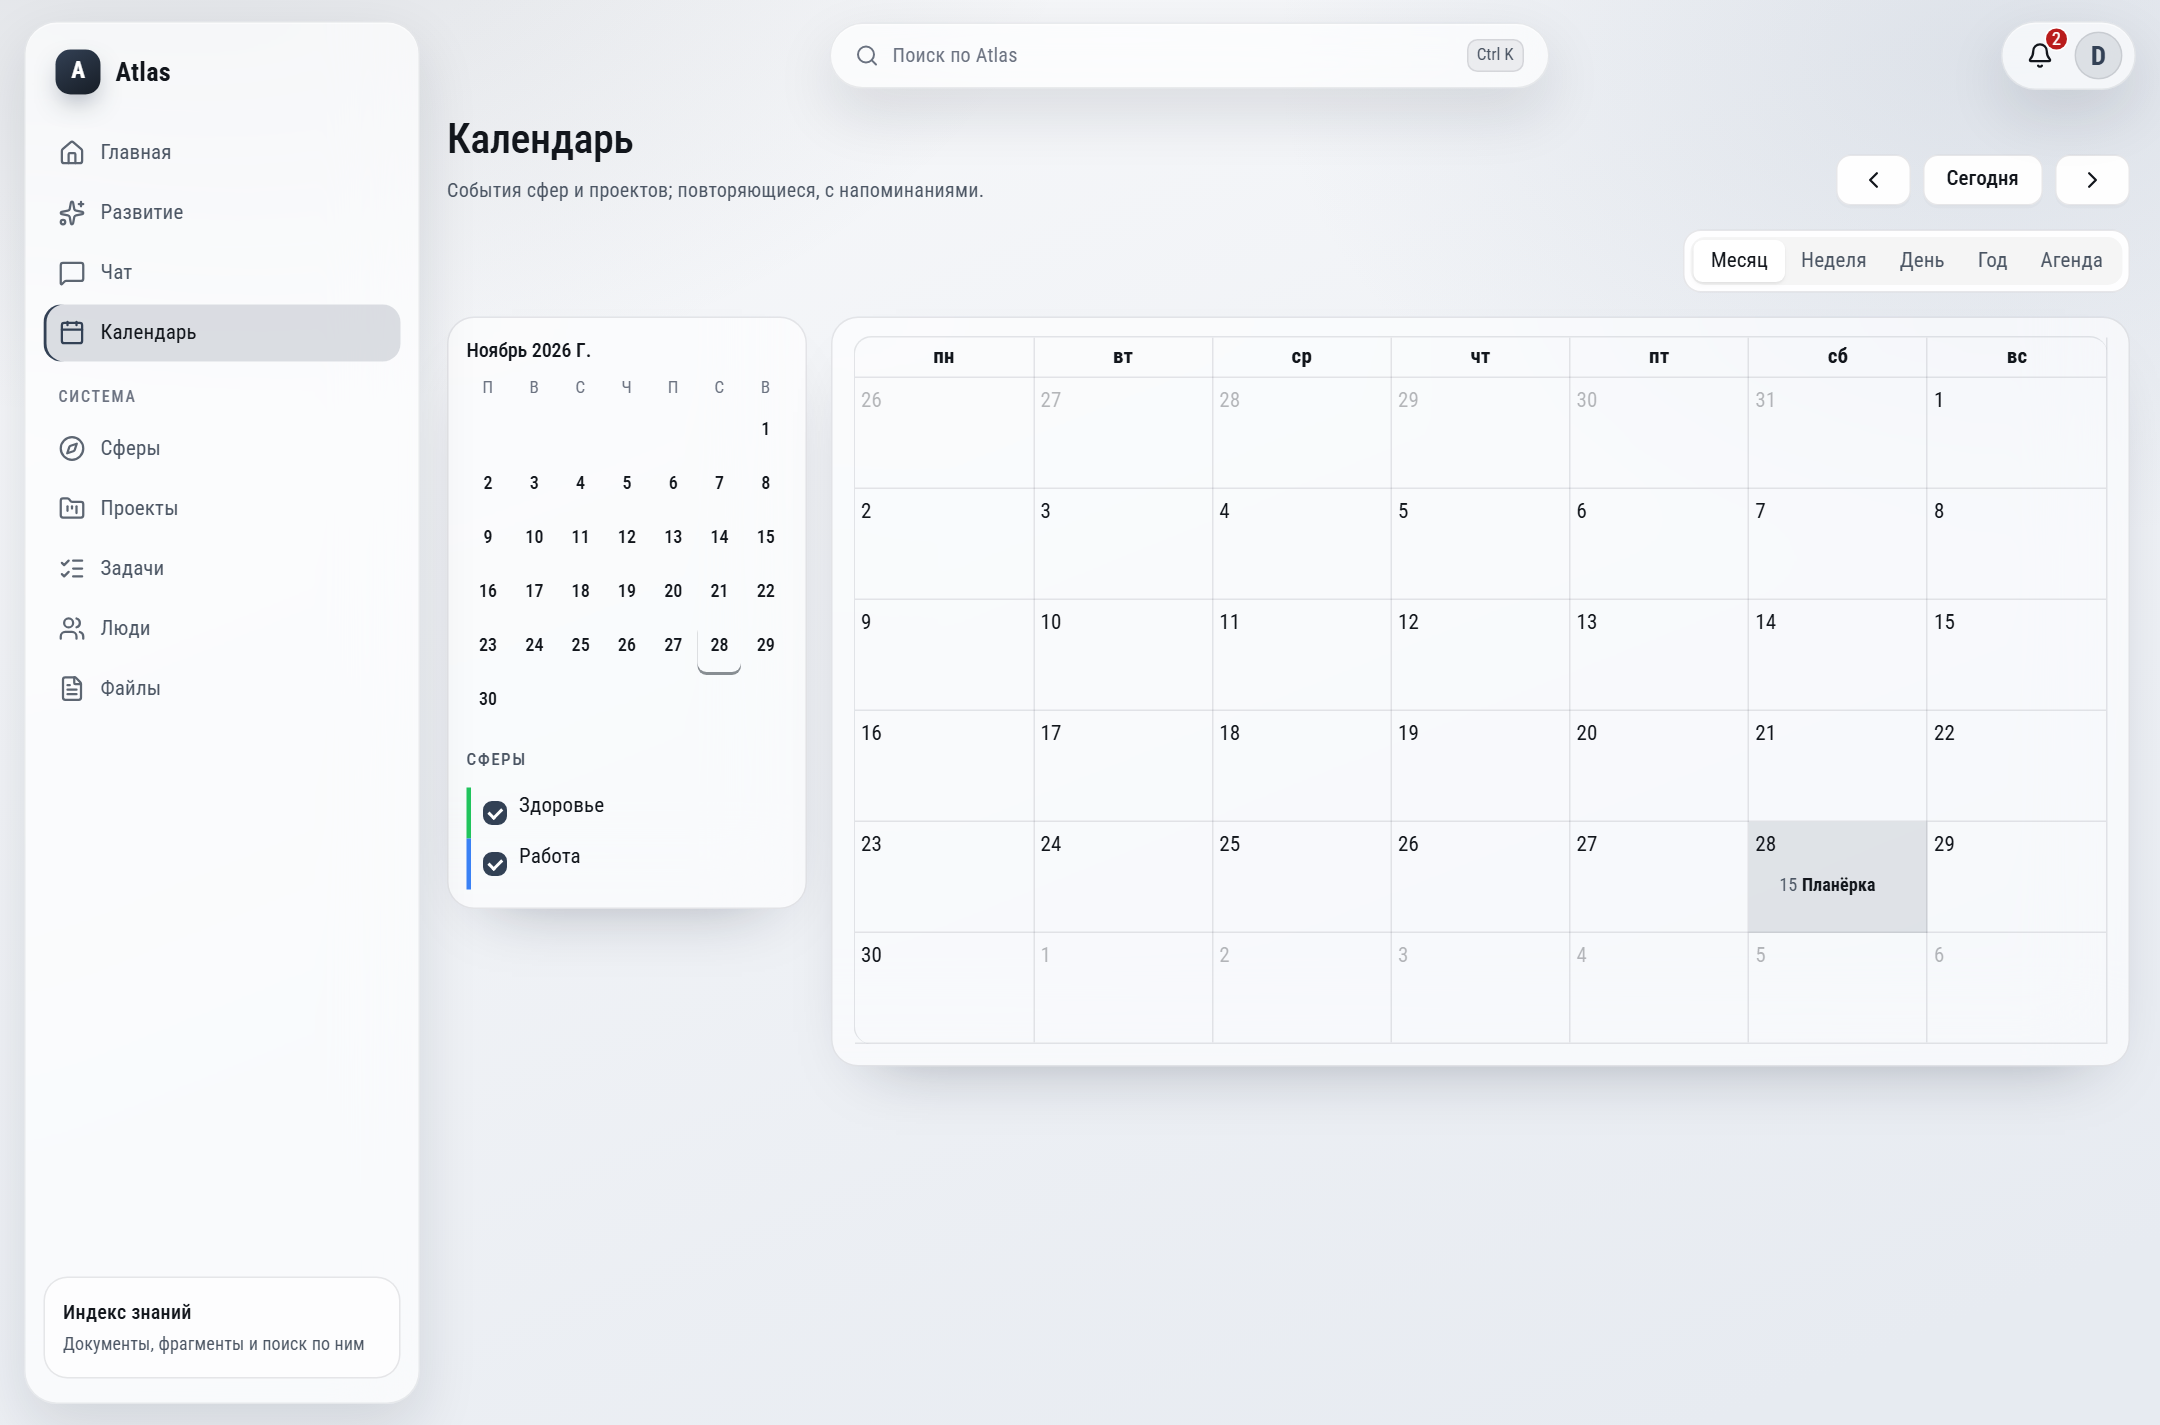 A
Atlas
Поиск по Atlas
Ctrl K
2
D
Главная
Развитие
Чат
Календарь
СИСТЕМА
Сферы
Проекты
Задачи
Люди
Файлы
Индекс знаний
Документы, фрагменты и поиск по ним
Календарь
События сфер и проектов; повторяющиеся, с напоминаниями.
Сегодня
Месяц Неделя День Год Агенда
Ноябрь 2026 Г.
П В С Ч П С В
1
2 3 4 5 6 7 8
9 10 11 12 13 14 15
16 17 18 19 20 21 22
23 24 25 26 27 28 29
30
СФЕРЫ
Здоровье
Работа
пн вт ср чт пт сб вс
26 27 28 29 30 31 1
2 3 4 5 6 7 8
9 10 11 12 13 14 15
16 17 18 19 20 21 22
23 24 25 26 27 28 29
15 Планёрка
30 1 2 3 4 5 6